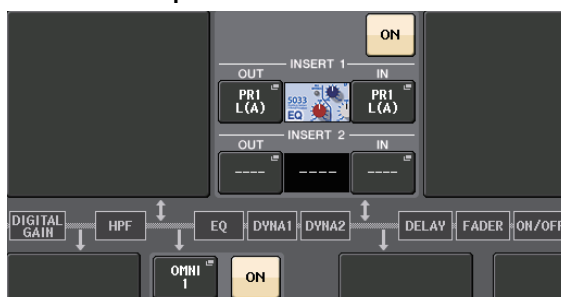 ON
INSERT 1
OUT IN
PR1
L(A)
5033
EQ
PR1
L(A)
INSERT 2
OUT IN
---- ---- ----
DIGITAL
GAIN
HPF
EQ
DYNA1
DYNA2
DELAY
FADER
ON/OFF
OMNI
1
ON